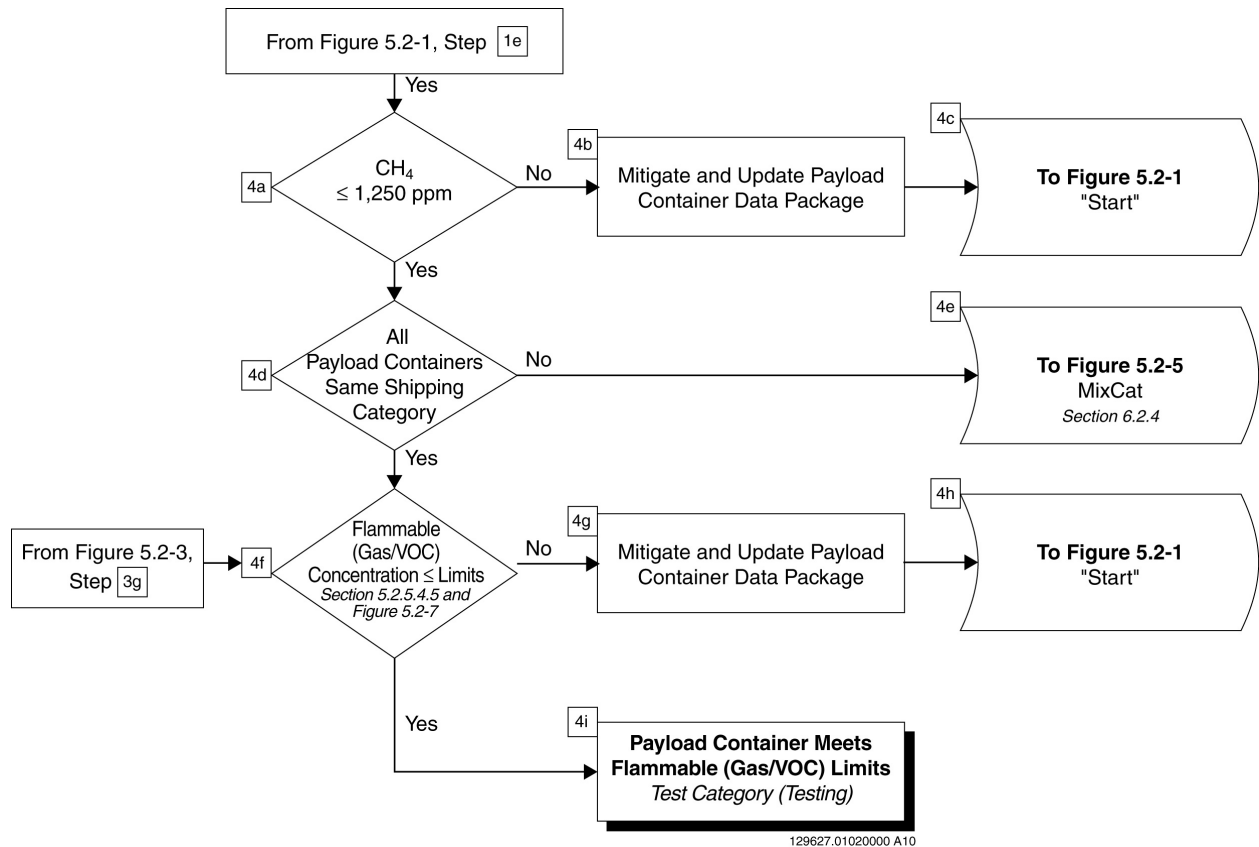 From Figure 5.2-1, Step 1e
Yes
4a
CH₄
≤ 1,250 ppm
No
4b
Mitigate and Update Payload
Container Data Package
4c
To Figure 5.2-1
"Start"
Yes
4d
All
Payload Containers
Same Shipping
Category
No
4e
To Figure 5.2-5
MixCat
Section 6.2.4
Yes
From Figure 5.2-3,
Step 3g
4f
Flammable
(Gas/VOC)
Concentration ≤ Limits
Section 5.2.5.4.5 and
Figure 5.2-7
No
4g
Mitigate and Update Payload
Container Data Package
4h
To Figure 5.2-1
"Start"
Yes
4i
Payload Container Meets
Flammable (Gas/VOC) Limits
Test Category (Testing)
129627.01020000 A10